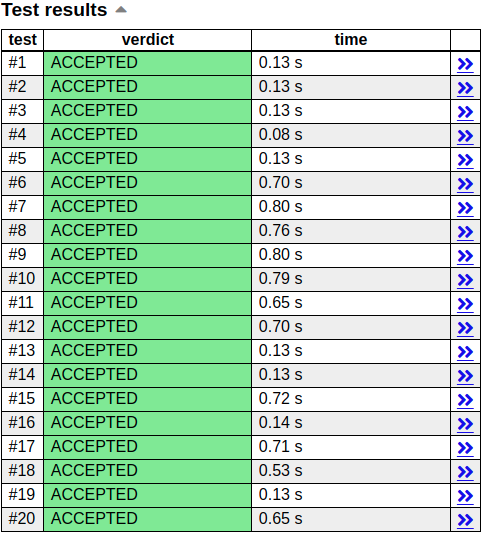 Test results
test verdict time
#1 ACCEPTED 0.13 s
#2 ACCEPTED 0.13 s
#3 ACCEPTED 0.13 s
#4 ACCEPTED 0.08 s
#5 ACCEPTED 0.13 s
#6 ACCEPTED 0.70 s
#7 ACCEPTED 0.80 s
#8 ACCEPTED 0.76 s
#9 ACCEPTED 0.80 s
#10 ACCEPTED 0.79 s
#11 ACCEPTED 0.65 s
#12 ACCEPTED 0.70 s
#13 ACCEPTED 0.13 s
#14 ACCEPTED 0.13 s
#15 ACCEPTED 0.72 s
#16 ACCEPTED 0.14 s
#17 ACCEPTED 0.71 s
#18 ACCEPTED 0.53 s
#19 ACCEPTED 0.13 s
#20 ACCEPTED 0.65 s